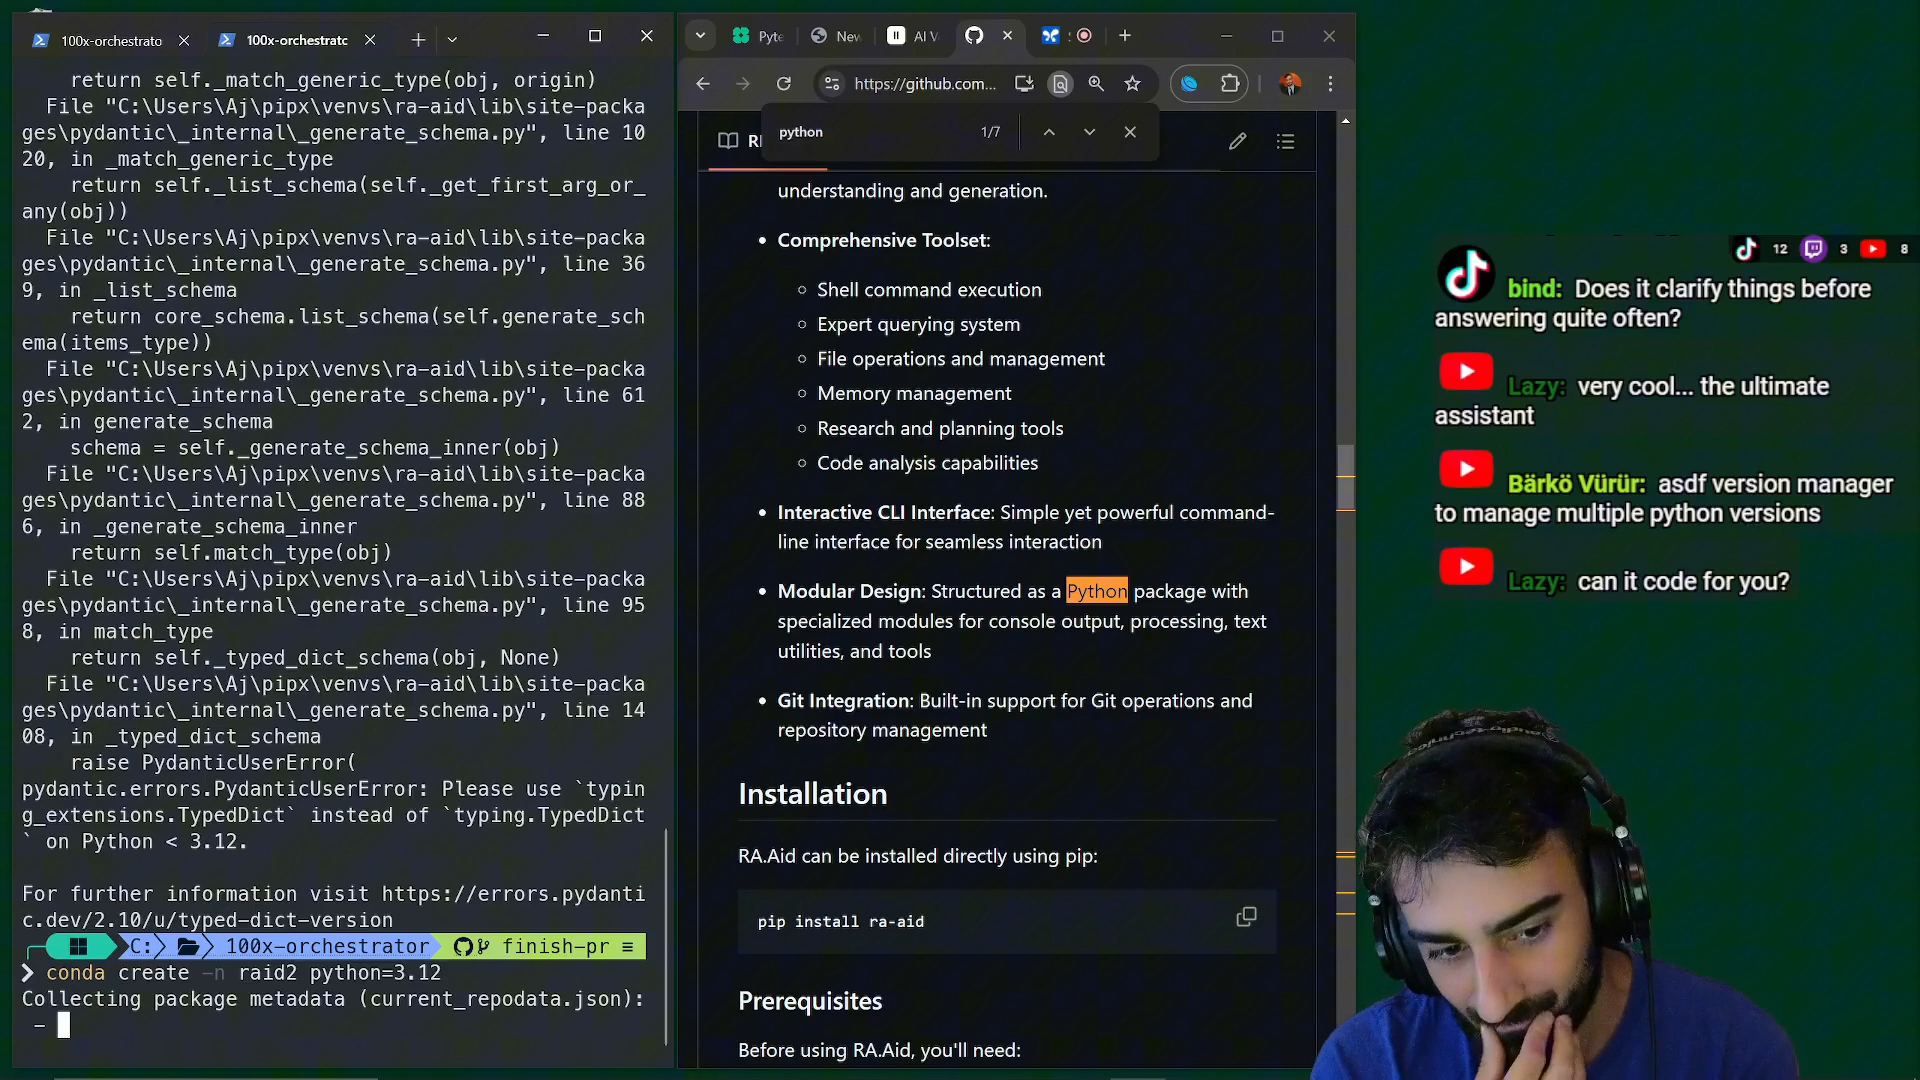 100x-orchestrato
100x-orchestratc
return self._match_generic_type(obj, origin)
File "C:\Users\Aj\pipx\venvs\ra-aid\lib\site-packa
ges\pydantic\_internal\_generate_schema.py", line 10
20, in _match_generic_type
return self._list_schema(self._get_first_arg_or_
any(obj))
File "C:\Users\Aj\pipx\venvs\ra-aid\lib\site-packa
ges\pydantic\_internal\_generate_schema.py", line 36
9, in _list_schema
return core_schema.list_schema(self.generate_sch
ema(items_type))
File "C:\Users\Aj\pipx\venvs\ra-aid\lib\site-packa
ges\pydantic\_internal\_generate_schema.py", line 61
2, in generate_schema
schema = self._generate_schema_inner(obj)
File "C:\Users\Aj\pipx\venvs\ra-aid\lib\site-packa
ges\pydantic\_internal\_generate_schema.py", line 88
6, in _generate_schema_inner
return self.match_type(obj)
File "C:\Users\Aj\pipx\venvs\ra-aid\lib\site-packa
ges\pydantic\_internal\_generate_schema.py", line 95
8, in match_type
return self._typed_dict_schema(obj, None)
File "C:\Users\Aj\pipx\venvs\ra-aid\lib\site-packa
ges\pydantic\_internal\_generate_schema.py", line 14
08, in _typed_dict_schema
raise PydanticUserError(
pydantic.errors.PydanticUserError: Please use `typin
g_extensions.TypedDict` instead of `typing.TypedDict
` on Python < 3.12.
For further information visit https://errors.pydanti
c.dev/2.10/u/typed-dict-version
C: 100x-orchestrator finish-pr ≡
❯ conda create -n raid2 python=3.12
Collecting package metadata (current_repodata.json):
-
Pyte
New
AI V
https://github.com...
python 1/7
understanding and generation.
• Comprehensive Toolset:
◦ Shell command execution
◦ Expert querying system
◦ File operations and management
◦ Memory management
◦ Research and planning tools
◦ Code analysis capabilities
• Interactive CLI Interface: Simple yet powerful command-
line interface for seamless interaction
• Modular Design: Structured as a Python package with
specialized modules for console output, processing, text
utilities, and tools
• Git Integration: Built-in support for Git operations and
repository management
Installation
RA.Aid can be installed directly using pip:
pip install ra-aid
Prerequisites
Before using RA.Aid, you'll need:
12 3 8
bind: Does it clarify things before
answering quite often?
Lazy: very cool... the ultimate
assistant
Bärkö Vürür: asdf version manager
to manage multiple python versions
Lazy: can it code for you?
audio-technica